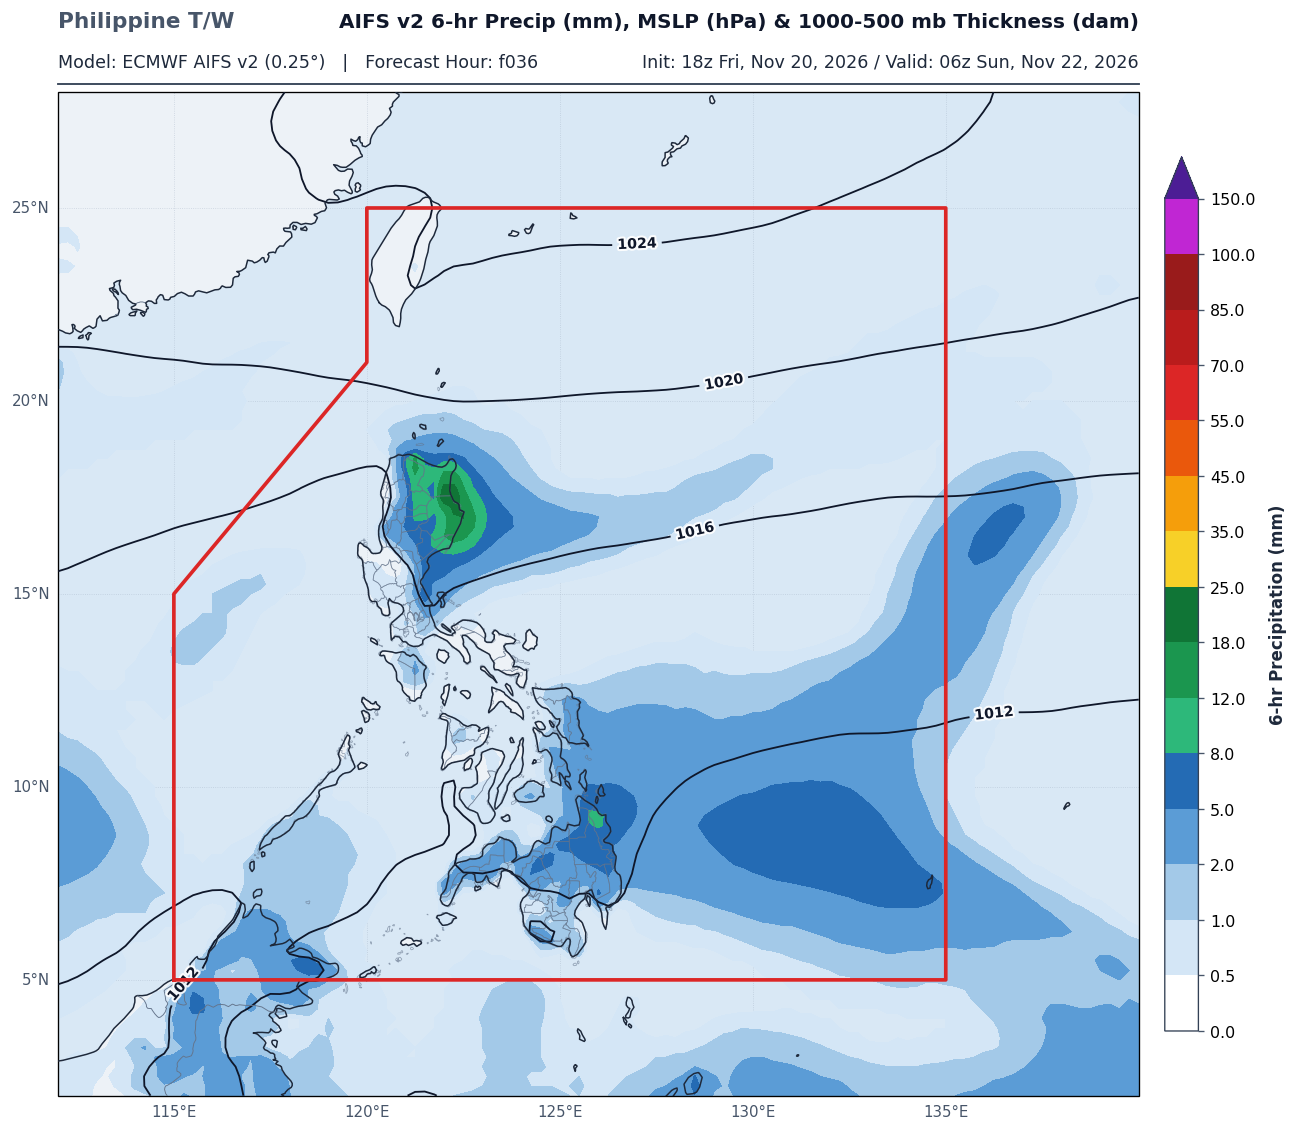 Philippine T/W
AIFS v2 6-hr Precip (mm), MSLP (hPa) & 1000-500 mb Thickness (dam)
Model: ECMWF AIFS v2 (0.25°) | Forecast Hour: f036
Init: 18z Fri, Nov 20, 2026 / Valid: 06z Sun, Nov 22, 2026
25°N
20°N
15°N
10°N
5°N
1024
1020
1016
1012
1012
115°E
120°E
125°E
130°E
135°E
150.0
100.0
85.0
70.0
55.0
45.0
35.0
25.0
18.0
12.0
8.0
5.0
2.0
1.0
0.5
0.0
6-hr Precipitation (mm)